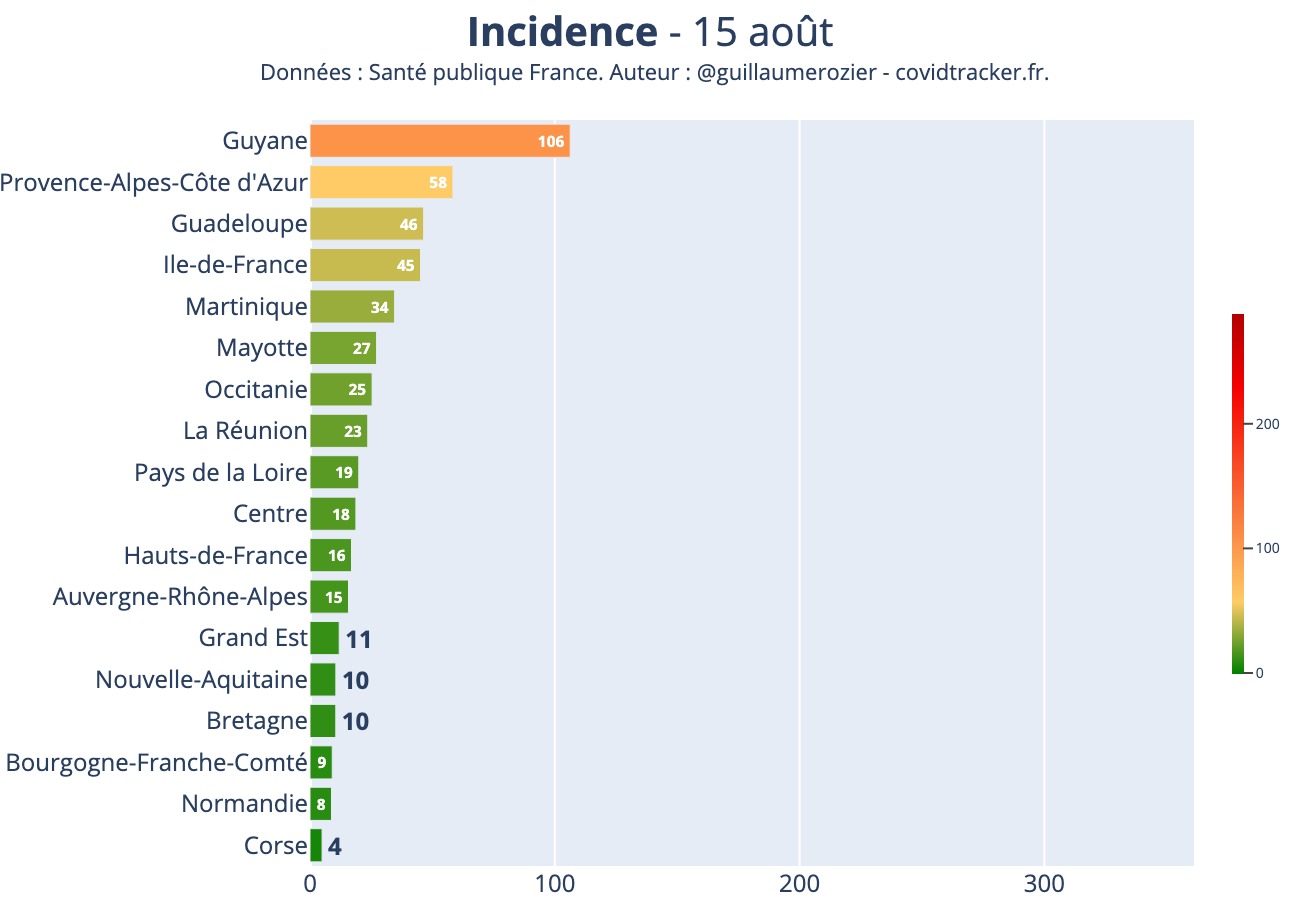 Incidence - 15 août
Données : Santé publique France. Auteur : @guillaumerozier - covidtracker.fr.
Guyane 106
Provence-Alpes-Côte d'Azur 58
Guadeloupe 46
Ile-de-France 45
Martinique 34
Mayotte 27
Occitanie 25
La Réunion 23
Pays de la Loire 19
Centre 18
Hauts-de-France 16
Auvergne-Rhône-Alpes 15
Grand Est 11
Nouvelle-Aquitaine 10
Bretagne 10
Bourgogne-Franche-Comté 9
Normandie 8
Corse 4
0 100 200 300
200
100
0